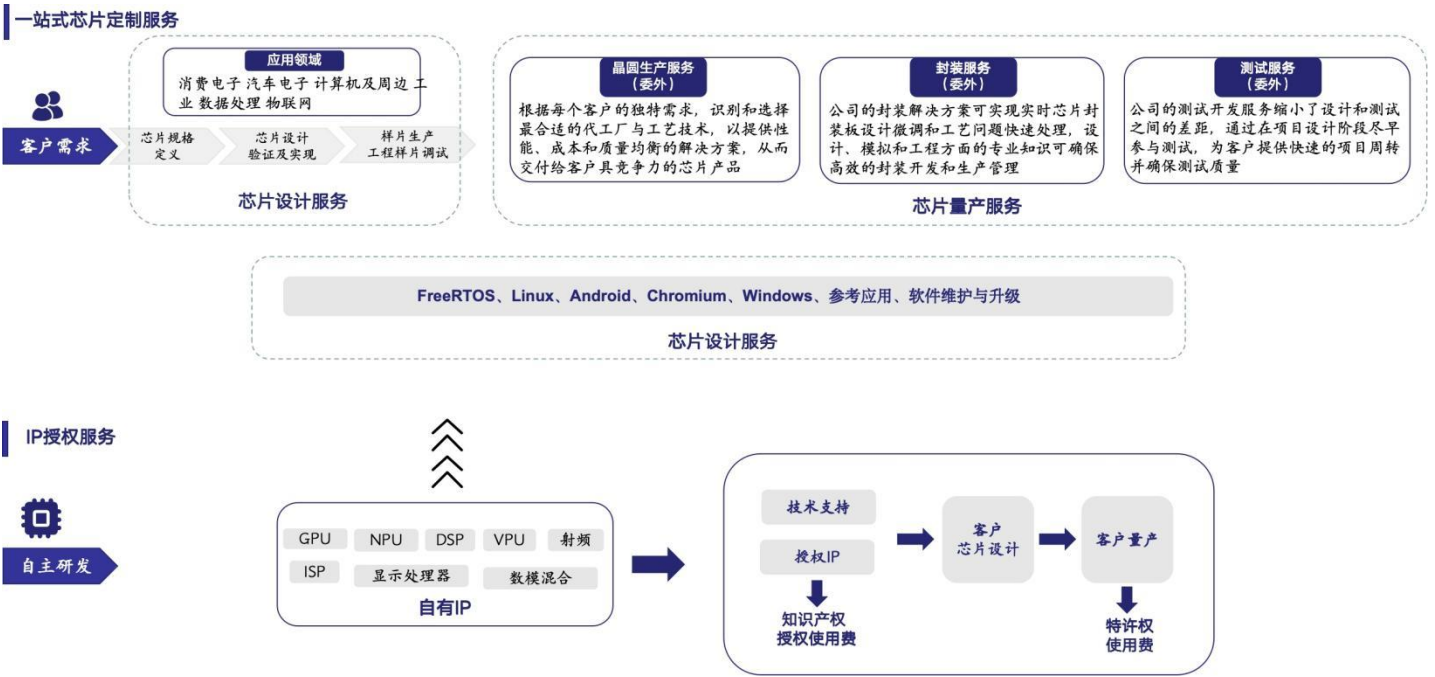 一站式芯片定制服务
应用领域
消费电子 汽车电子 计算机及周边 工
业 数据处理 物联网
客户需求
芯片规格
定义
芯片设计
验证及实现
样片生产
工程样片调试
芯片设计服务
晶圆生产服务
（委外）
根据每个客户的独特需求，识别和选择
最合适的代工厂与工艺技术，以提供性
能、成本和质量均衡的解决方案，从而
交付给客户具竞争力的芯片产品
封装服务
（委外）
公司的封装解决方案可实现实时芯片封
装板设计微调和工艺问题快速处理，设
计、模拟和工程方面的专业知识可确保
高效的封装开发和生产管理
测试服务
（委外）
公司的测试开发服务缩小了设计和测试
之间的差距，通过在项目设计阶段尽早
参与测试，为客户提供快速的项目周转
并确保测试质量
芯片量产服务
FreeRTOS、Linux、Android、Chromium、Windows、参考应用、软件维护与升级
芯片设计服务
IP授权服务
自主研发
GPU NPU DSP VPU 射频
ISP 显示处理器 数模混合
自有IP
技术支持
授权IP
知识产权
授权使用费
客户
芯片设计
客户量产
特许权
使用费